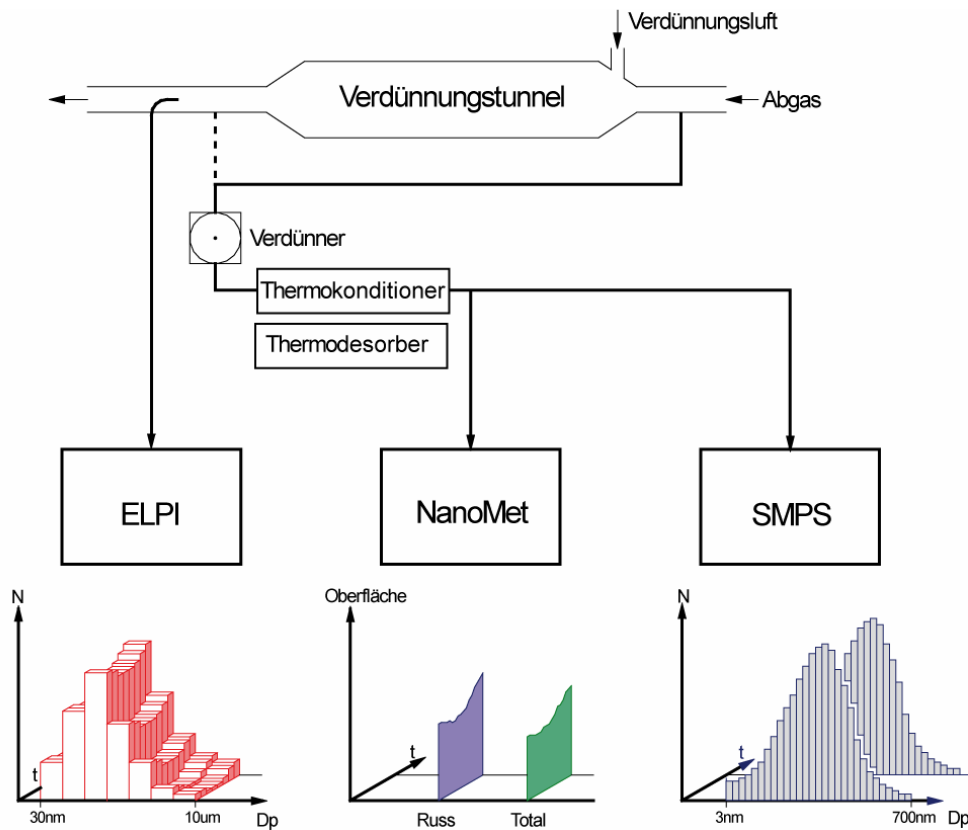 Verdünnungsluft
Verdünnungstunnel
Abgas
Verdünner
Thermokonditioner
Thermodesorber
ELPI
NanoMet
SMPS
N
t
30nm
10um
Dp
Oberfläche
t
Russ
Total
N
t
3nm
700nm
Dp